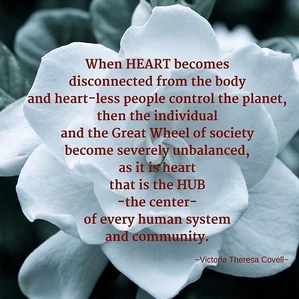 When HEART becomes
disconnected from the body
and heart-less people control the planet,
then the individual
and the Great Wheel of society
become severely unbalanced,
as it is heart
that is the HUB
-the center-
of every human system
and community.
~Victoria Theresa Covell~